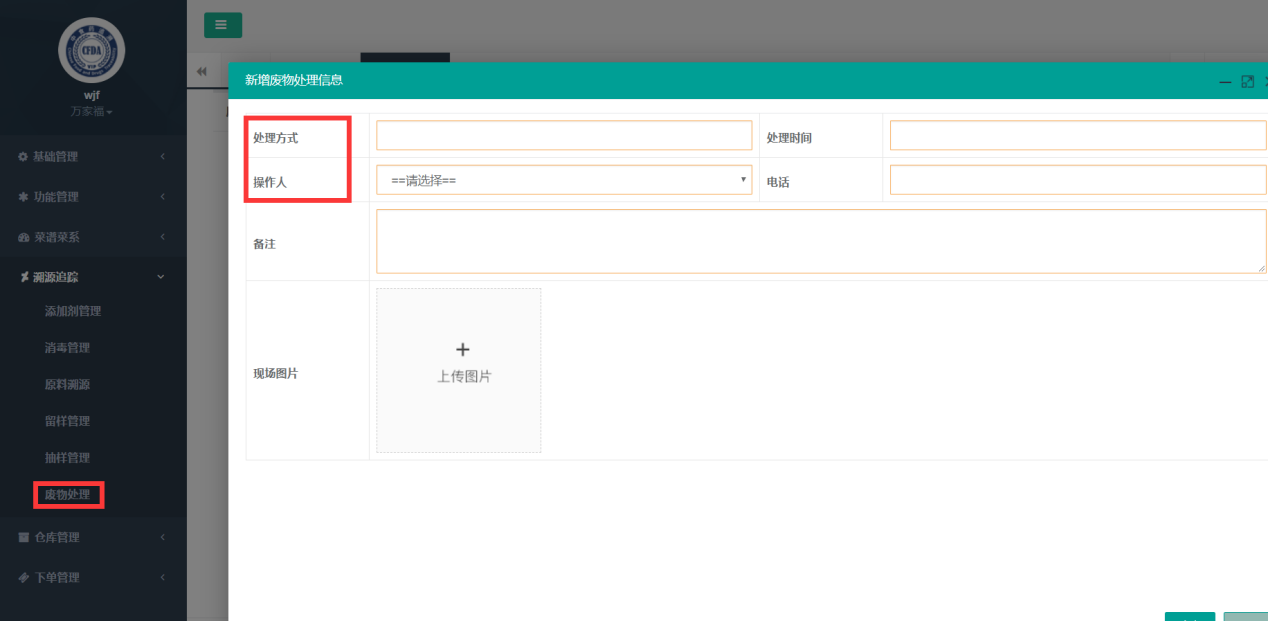 CFDA
wjf
万家福
基础管理
功能管理
菜谱菜系
溯源追踪
添加剂管理
消毒管理
原料溯源
留样管理
抽样管理
废物处理
仓库管理
下单管理
新增废物处理信息
处理方式
处理时间
操作人
==请选择==
电话
备注
现场图片
上传图片